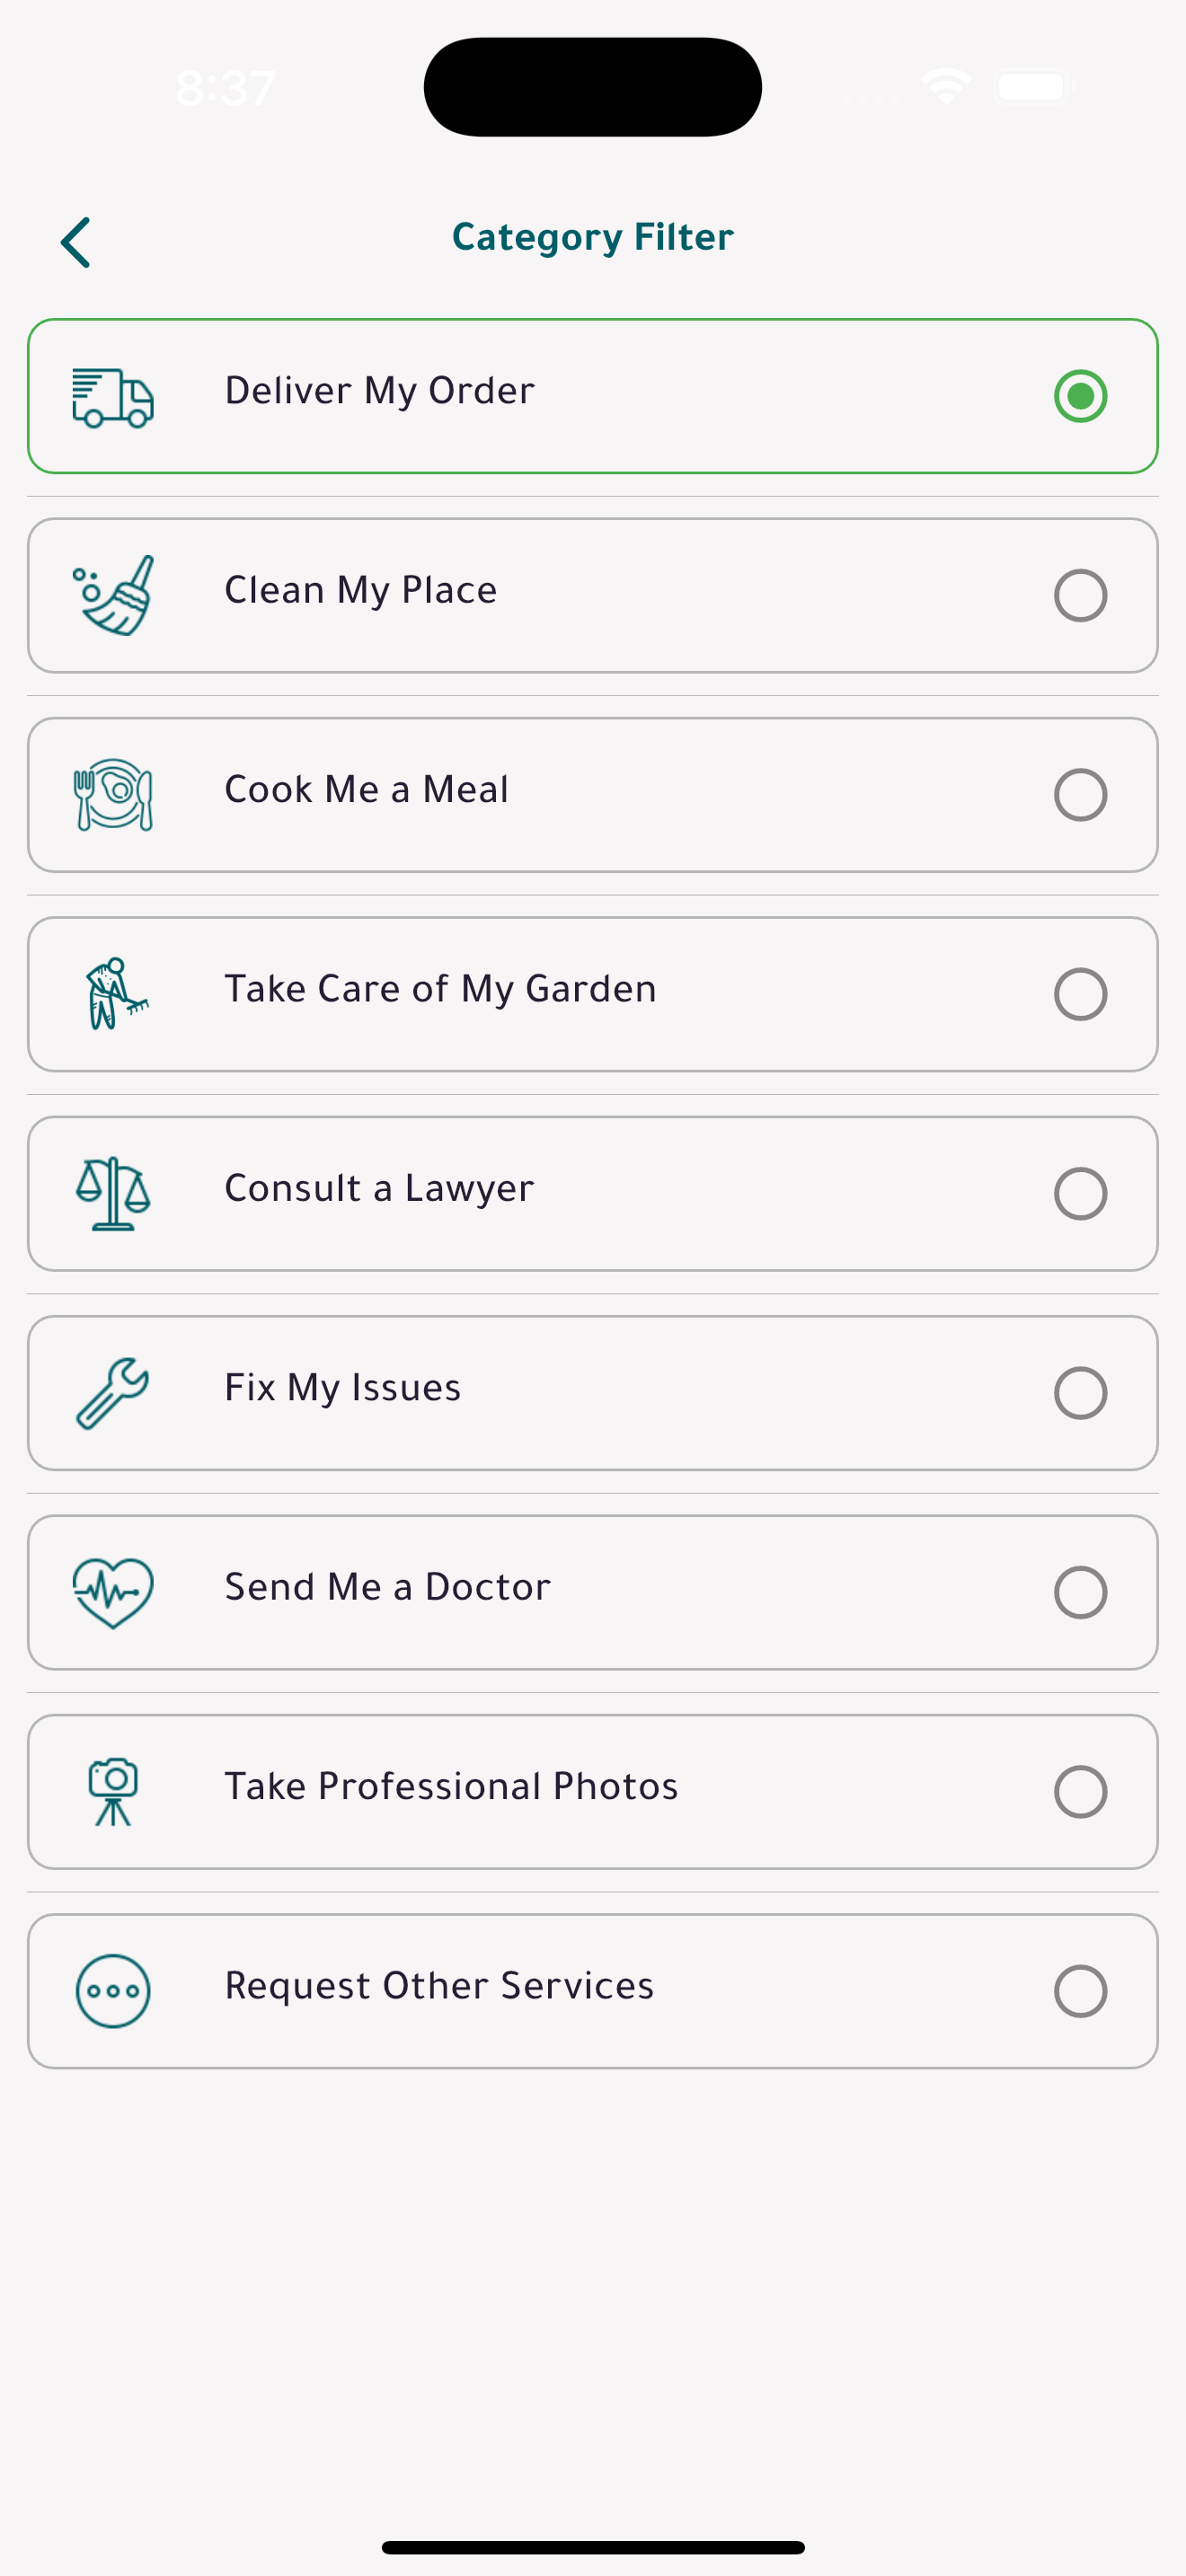 8:37
Category Filter
Deliver My Order
Clean My Place
Cook Me a Meal
Take Care of My Garden
Consult a Lawyer
Fix My Issues
Send Me a Doctor
Take Professional Photos
Request Other Services